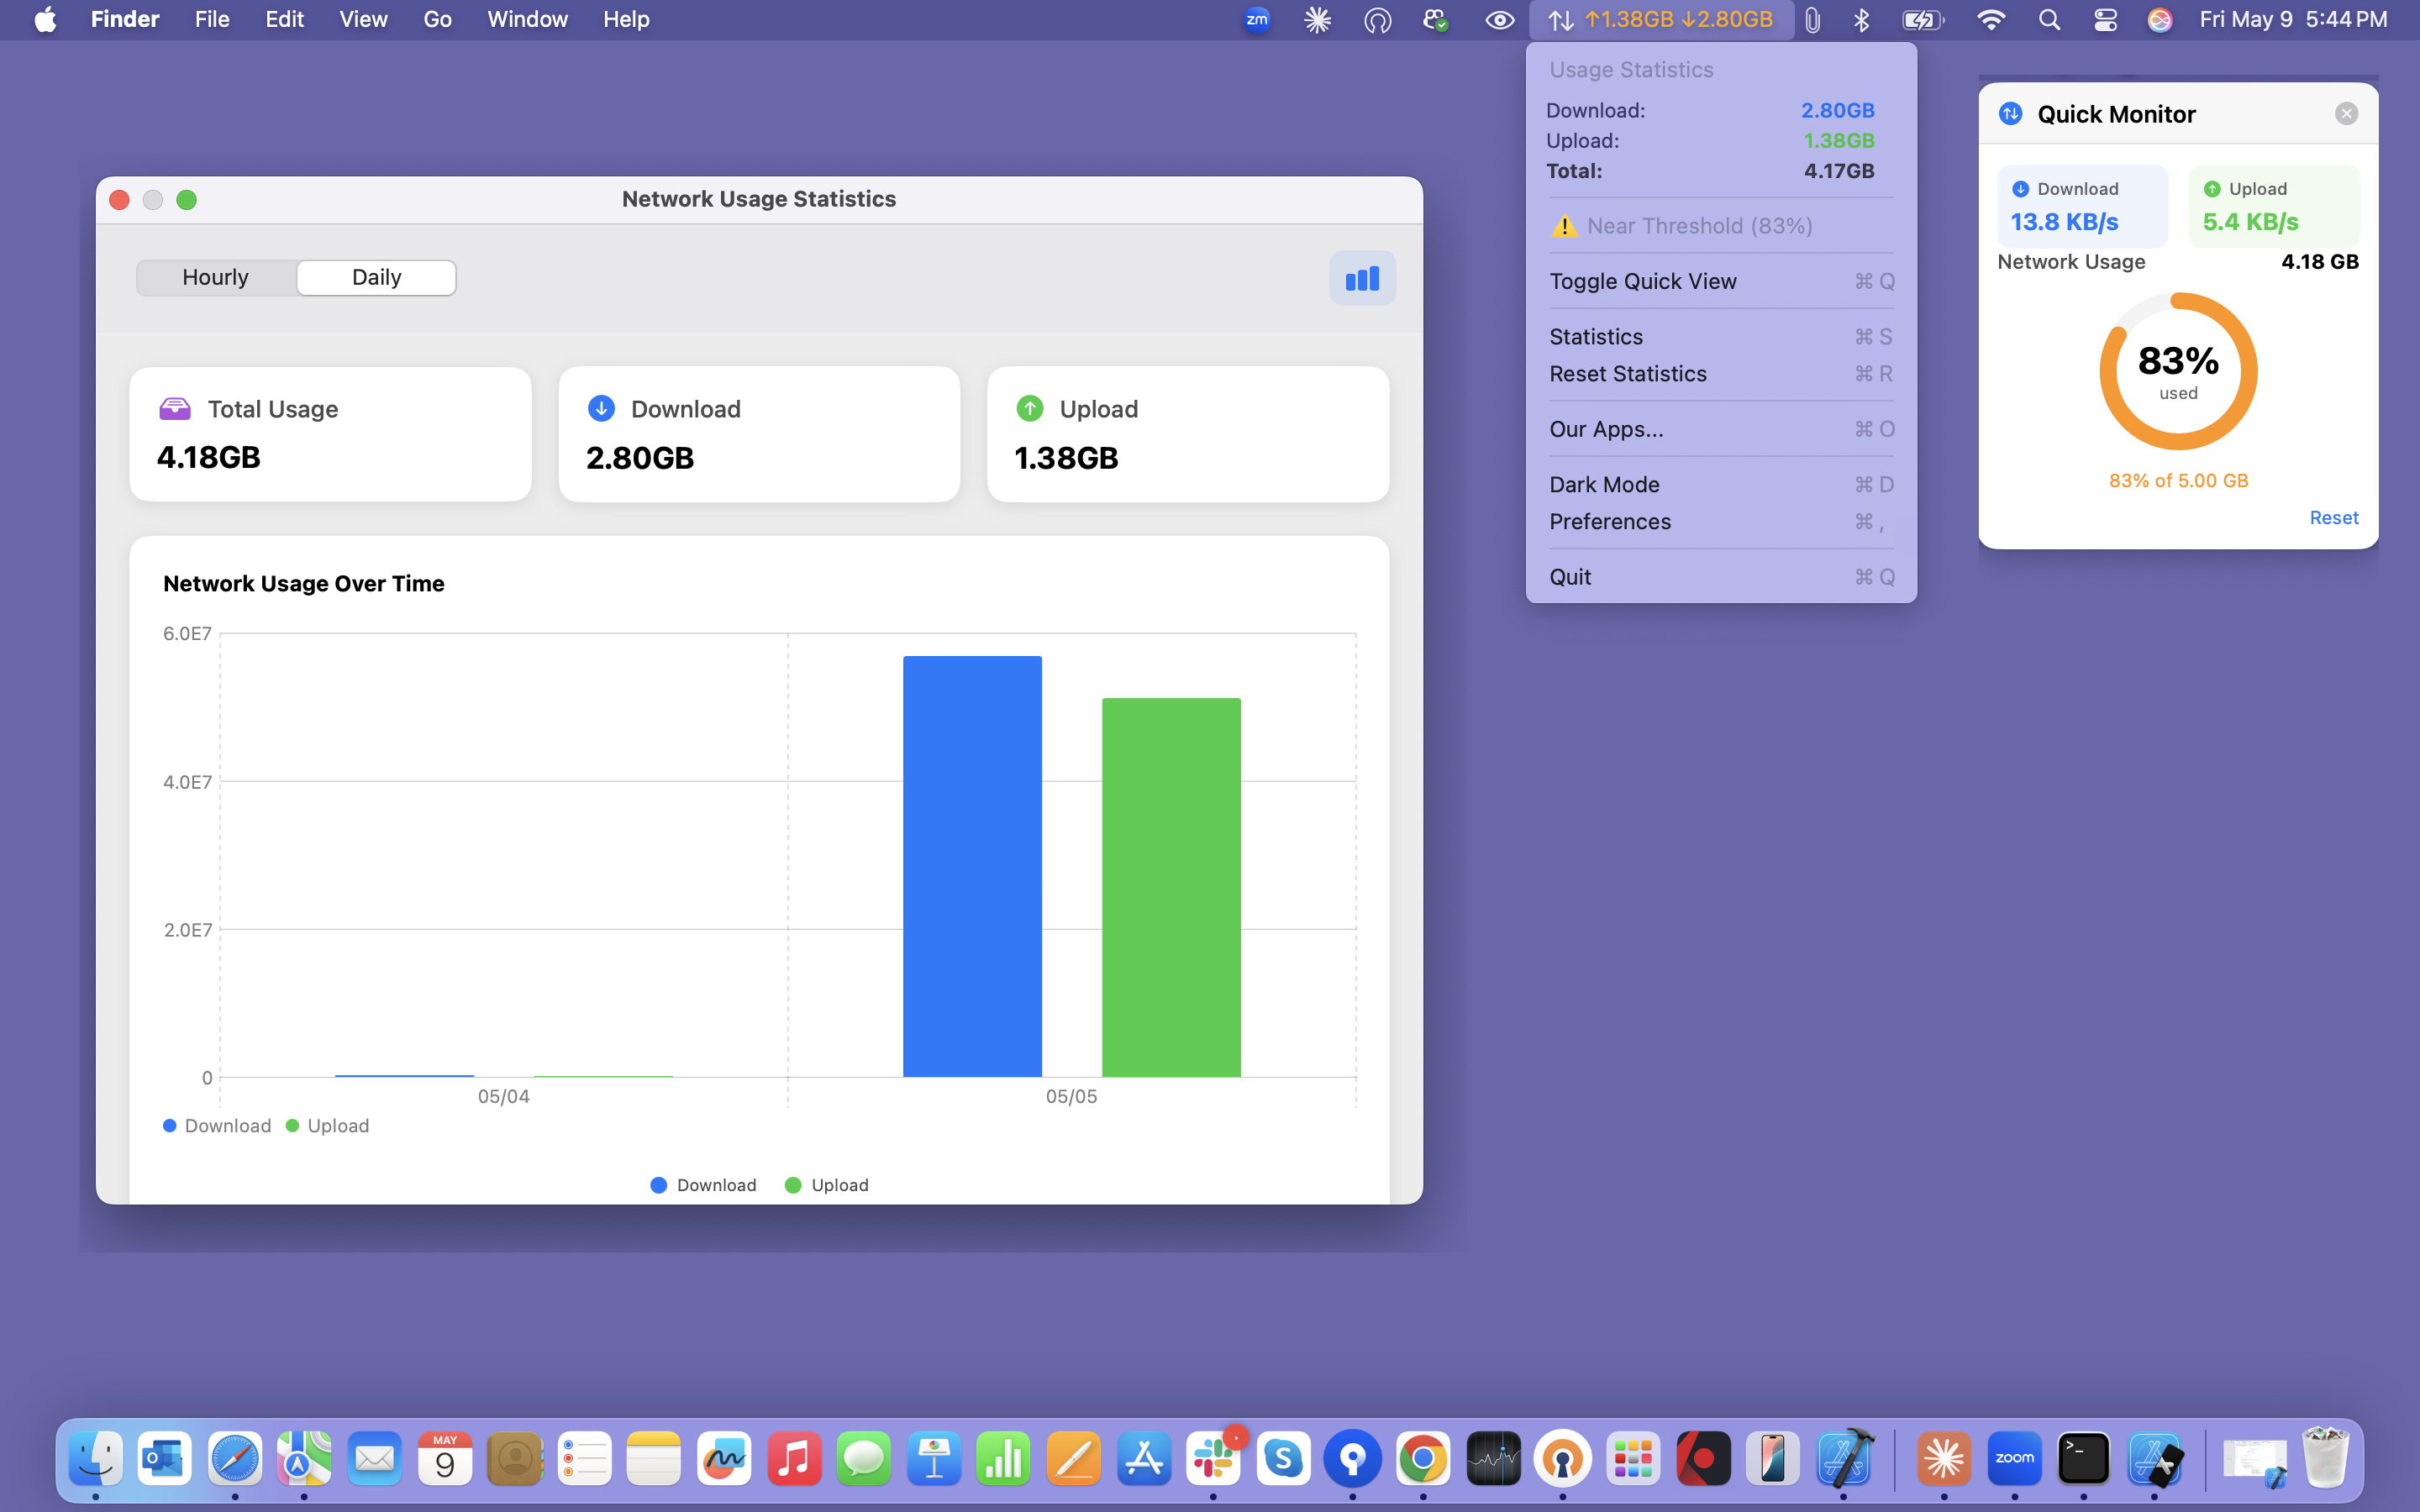 Finder File Edit View Go Window Help
zm ↑1.38GB ↓2.80GB Fri May 9 5:44 PM
Usage Statistics
Download: 2.80GB
Upload: 1.38GB
Total: 4.17GB
Near Threshold (83%)
Toggle Quick View ⌘ Q
Statistics ⌘ S
Reset Statistics ⌘ R
Our Apps... ⌘ O
Dark Mode ⌘ D
Preferences ⌘ ,
Quit ⌘ Q
Quick Monitor
Download Upload
13.8 KB/s 5.4 KB/s
Network Usage 4.18 GB
83%
used
83% of 5.00 GB
Reset
Network Usage Statistics
Hourly Daily
Total Usage
4.18GB
Download
2.80GB
Upload
1.38GB
Network Usage Over Time
6.0E7
4.0E7
2.0E7
0
05/04 05/05
Download Upload
Download Upload
MAY
9
zoom